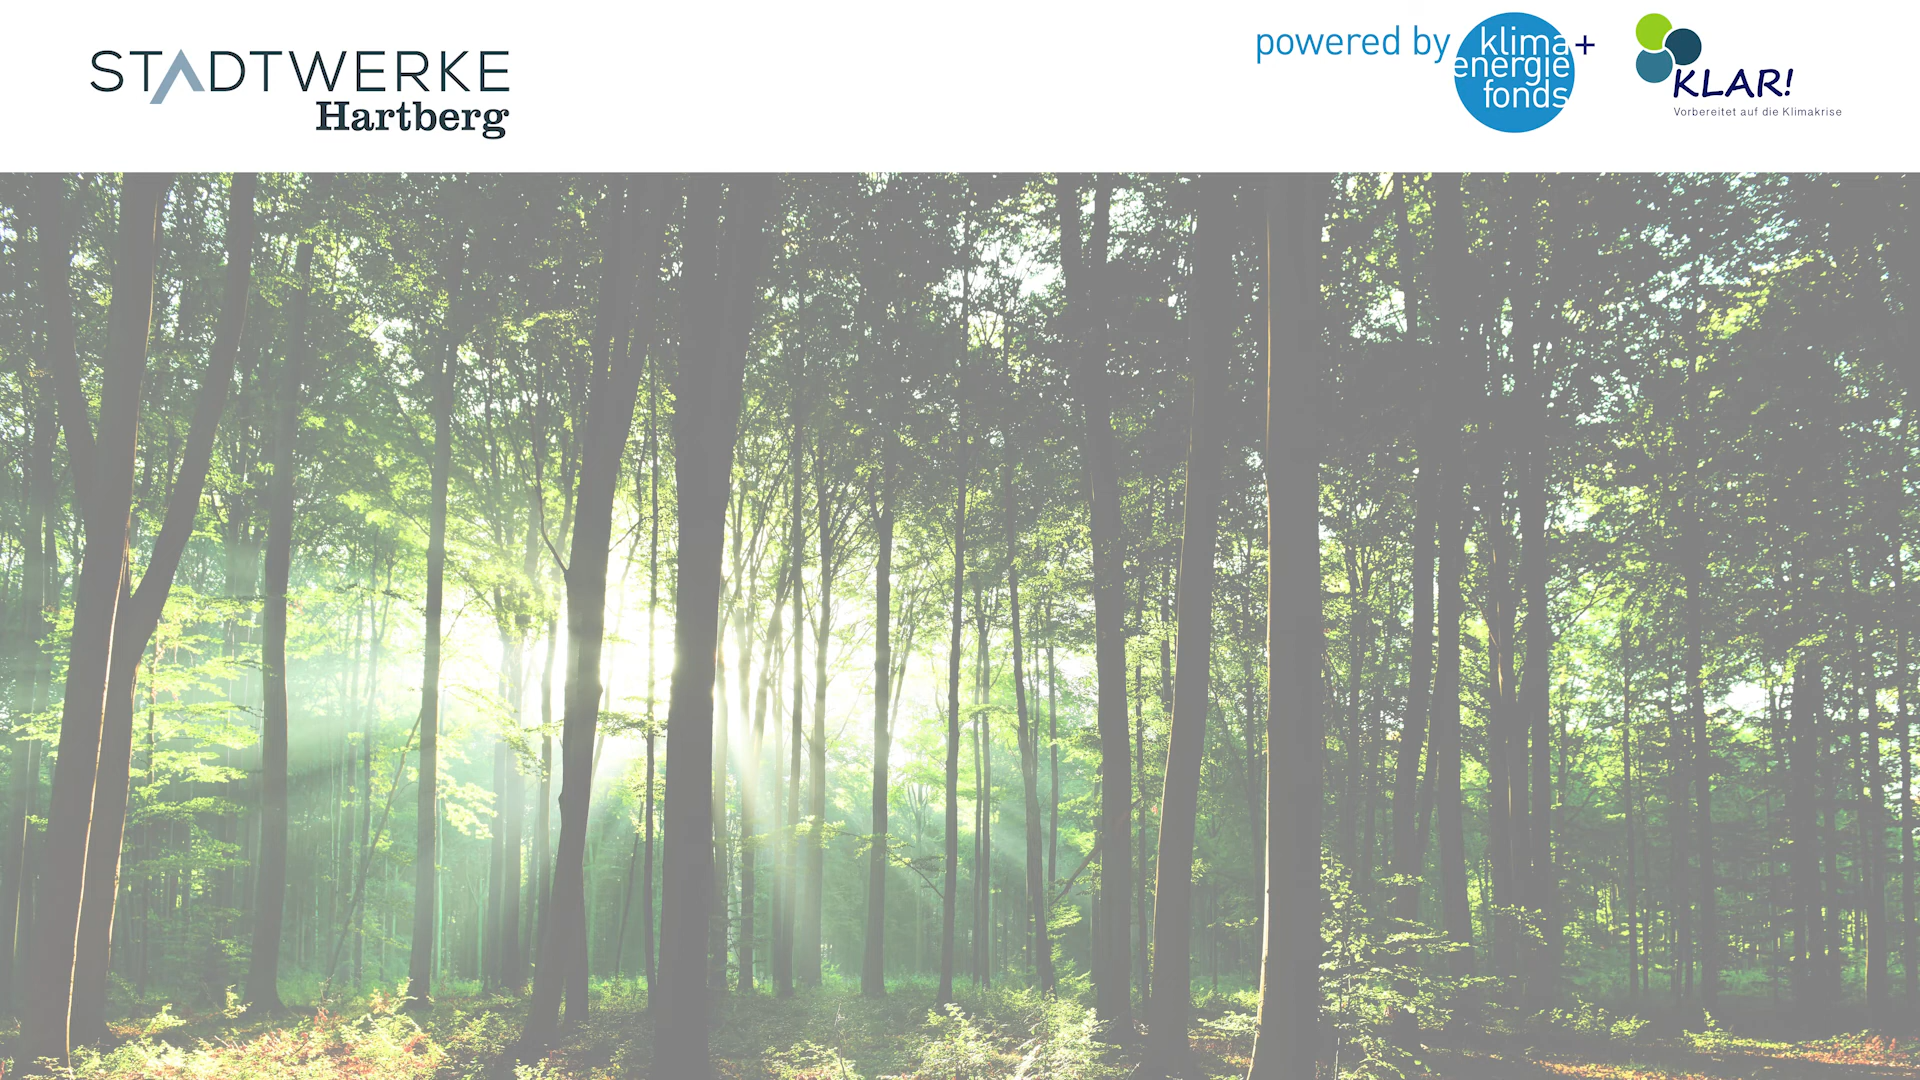 STADTWERKE
Hartberg
powered by
klima+
energie
fonds
KLAR!
Vorbereitet auf die Klimakrise